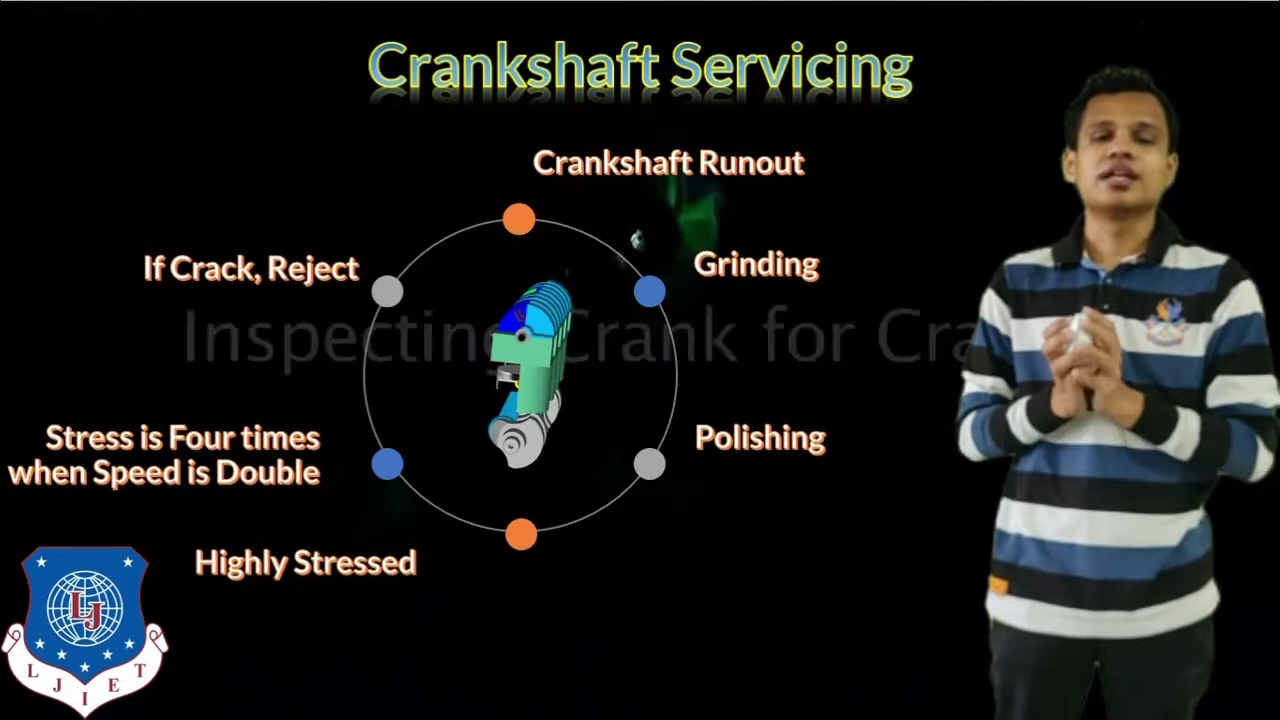 Crankshaft Servicing
Crankshaft Runout
If Crack, Reject
Grinding
Inspecting Crank for
Stress is Four times
when Speed is Double
Polishing
Highly Stressed
LJ
LJIET